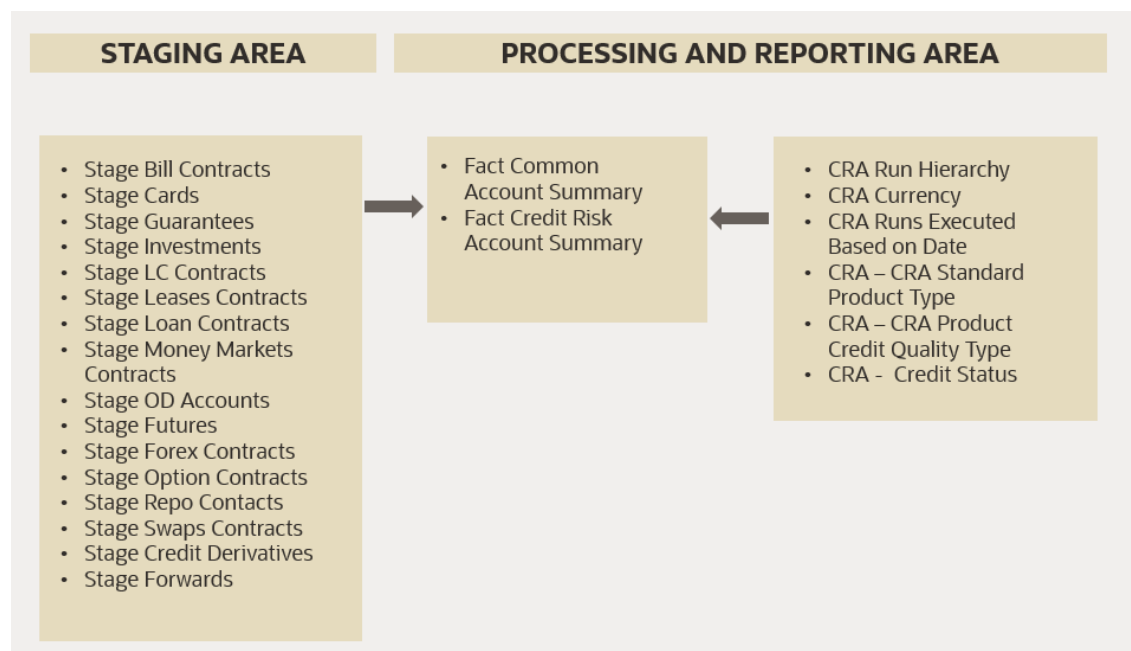 STAGING AREA
PROCESSING AND REPORTING AREA
• Stage Bill Contracts
• Stage Cards
• Stage Guarantees
• Stage Investments
• Stage LC Contracts
• Stage Leases Contracts
• Stage Loan Contracts
• Stage Money Markets
Contracts
• Stage OD Accounts
• Stage Futures
• Stage Forex Contracts
• Stage Option Contracts
• Stage Repo Contacts
• Stage Swaps Contracts
• Stage Credit Derivatives
• Stage Forwards
• Fact Common
Account Summary
• Fact Credit Risk
Account Summary
• CRA Run Hierarchy
• CRA Currency
• CRA Runs Executed
Based on Date
• CRA – CRA Standard
Product Type
• CRA – CRA Product
Credit Quality Type
• CRA - Credit Status